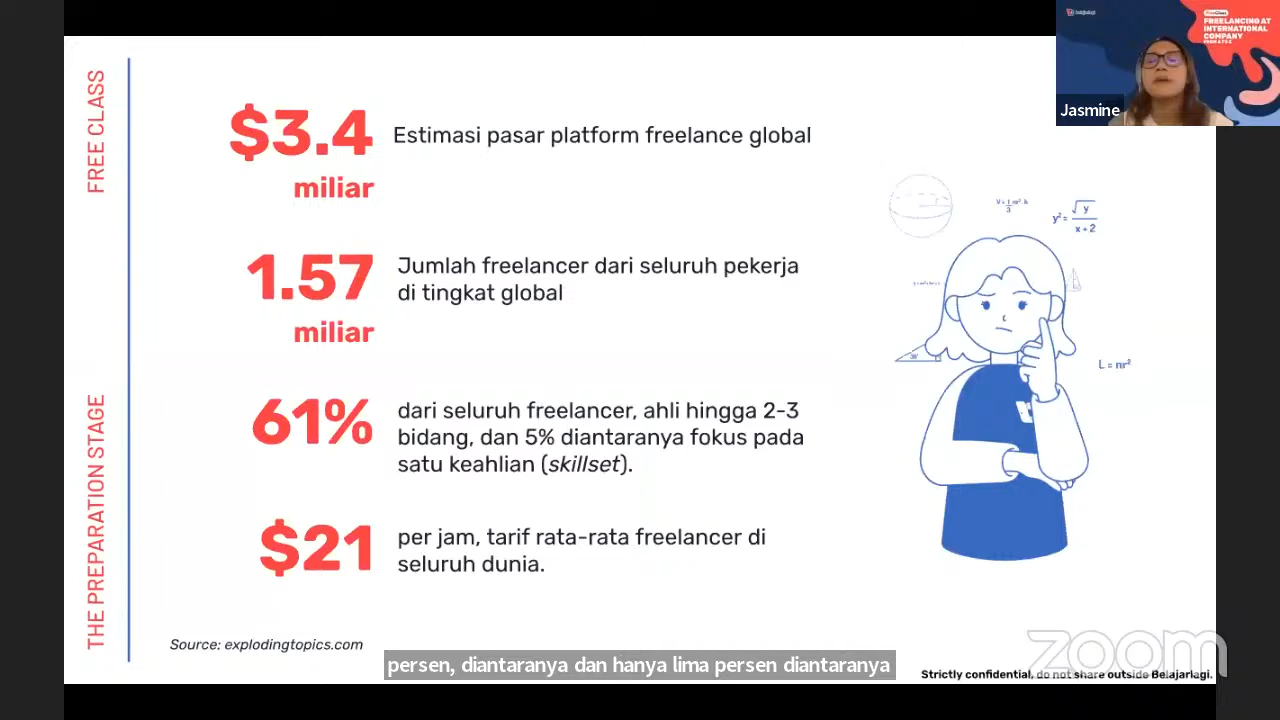 FREE CLASS
THE PREPARATION STAGE
$3.4
miliar
Estimasi pasar platform freelance global
1.57
miliar
Jumlah freelancer dari seluruh pekerja
di tingkat global
61%
dari seluruh freelancer, ahli hingga 2-3
bidang, dan 5% diantaranya fokus pada
satu keahlian (skillset).
$21
per jam, tarif rata-rata freelancer di
seluruh dunia.
Source: explodingtopics.com
y² = √y
x + 2
30°
L = πr²
belajarlagi
FREELANCING AT
INTERNATIONAL
COMPANY
FROM A TO Z
Jasmine
persen, diantaranya dan hanya lima persen diantaranya
zoom
Strictly confidential, do not share outside Belajarlagi.